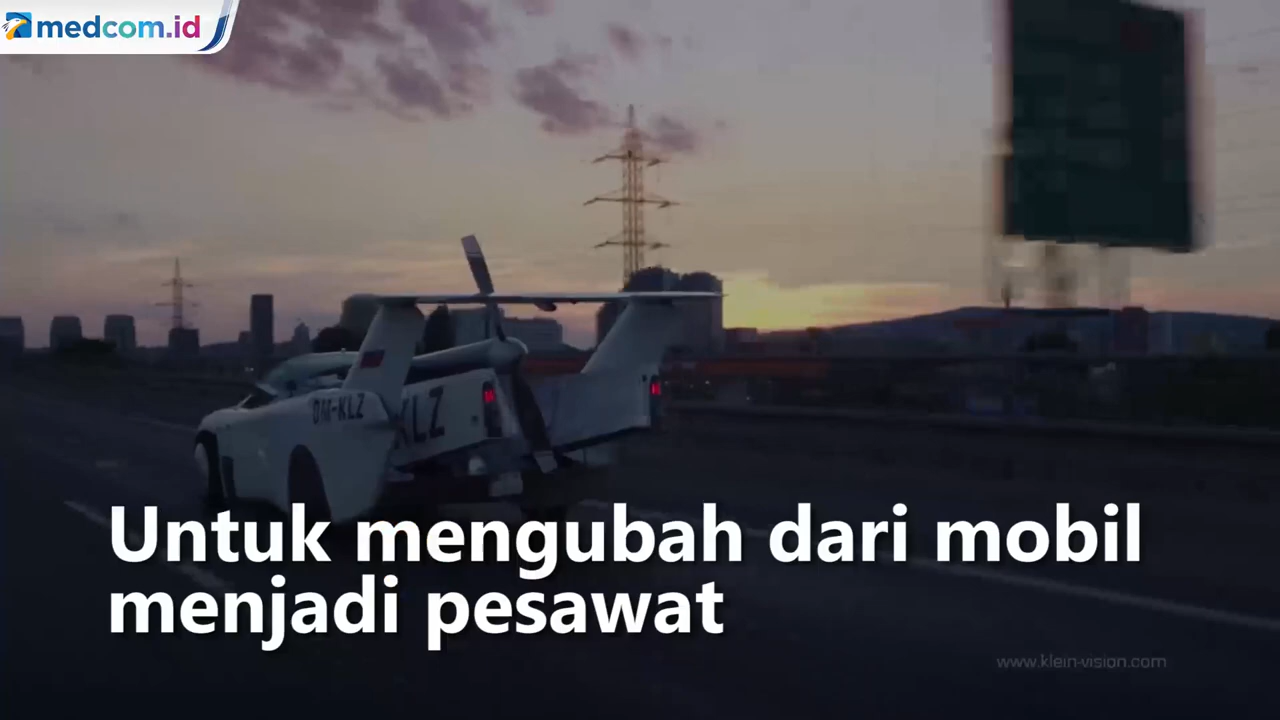 medcom.id
OM-KLZ
KLZ
Untuk mengubah dari mobil
menjadi pesawat
www.klein-vision.com